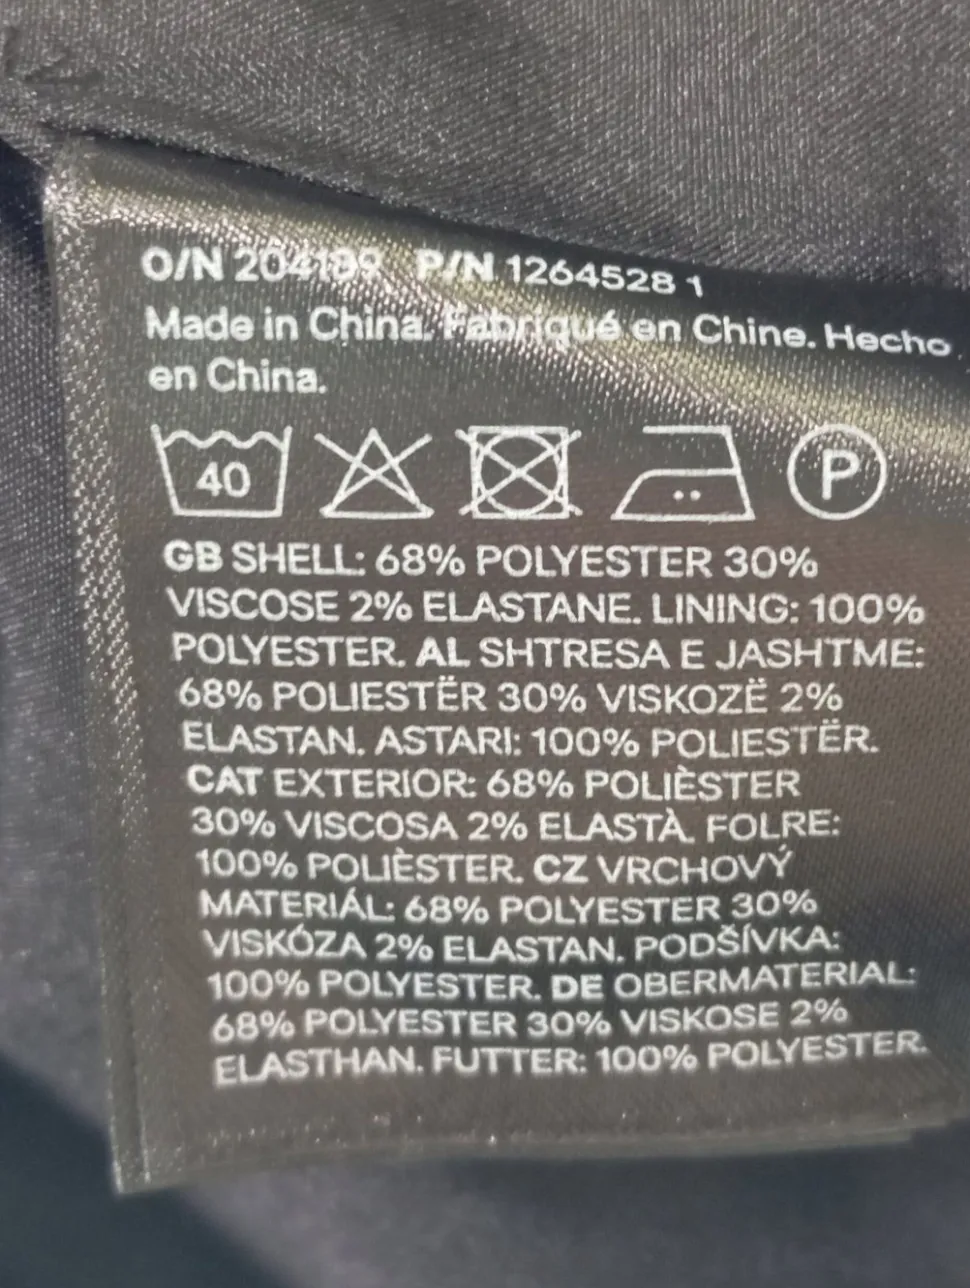 O/N 204189 P/N 1264528 1
Made in China. Fabriqué en Chine. Hecho
en China.
40 P
GB SHELL: 68% POLYESTER 30%
VISCOSE 2% ELASTANE. LINING: 100%
POLYESTER. AL SHTRESA E JASHTME:
68% POLIESTËR 30% VISKOZË 2%
ELASTAN. ASTARI: 100% POLIESTËR.
CAT EXTERIOR: 68% POLIÈSTER
30% VISCOSA 2% ELASTÀ. FOLRE:
100% POLIÈSTER. CZ VRCHOVÝ
MATERIÁL: 68% POLYESTER 30%
VISKÓZA 2% ELASTAN. PODŠÍVKA:
100% POLYESTER. DE OBERMATERIAL:
68% POLYESTER 30% VISKOSE 2%
ELASTHAN. FUTTER: 100% POLYESTER.